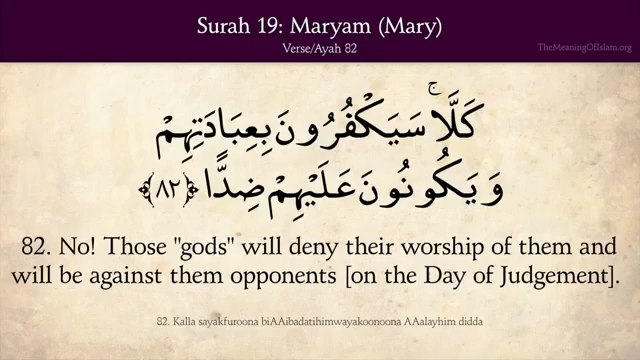 Surah 19: Maryam (Mary)
Verse/Ayah 82
TheMeaningOfIslam.org
كَلَّا ۚ سَيَكْفُرُونَ بِعِبَادَتِهِمْ
وَيَكُونُونَ عَلَيْهِمْ ضِدًّا ﴿٨٢﴾
82. No! Those "gods" will deny their worship of them and
will be against them opponents [on the Day of Judgement].
82. Kalla sayakfuroona biAAibadatihimwayakoonoona AAalayhim didda